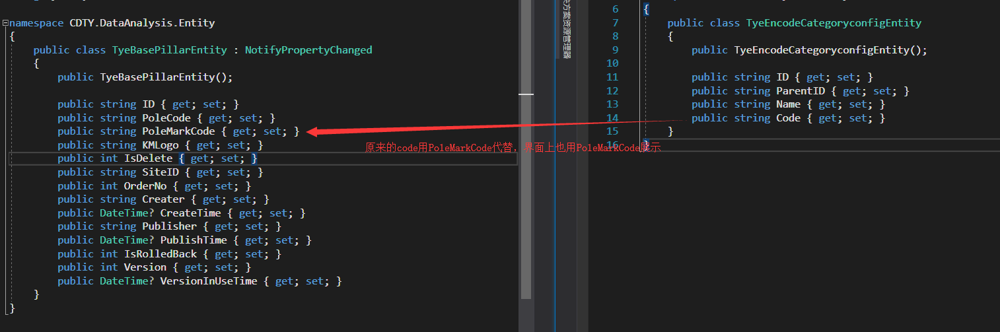 namespace CDTY.DataAnalysis.Entity
{
public class TyeBasePillarEntity : NotifyPropertyChanged
{
public TyeBasePillarEntity();
public string ID { get; set; }
public string PoleCode { get; set; }
public string PoleMarkCode { get; set; }
public string KMLogo { get; set; }
public int IsDelete { get; set; }
public string SiteID { get; set; }
public int OrderNo { get; set; }
public string Creater { get; set; }
public DateTime? CreateTime { get; set; }
public string Publisher { get; set; }
public DateTime? PublishTime { get; set; }
public int IsRolledBack { get; set; }
public int Version { get; set; }
public DateTime? VersionInUseTime { get; set; }
}
}
原来的code用PoleMarkCode代替，界面上也用PoleMarKCode展示
方案资源管理器
6 {
7 public class TyeEncodeCategoryconfigEntity
8 {
9 public TyeEncodeCategoryconfigEntity();
10
11 public string ID { get; set; }
12 public string ParentID { get; set; }
13 public string Name { get; set; }
14 public string Code { get; set; }
15 }
16 }